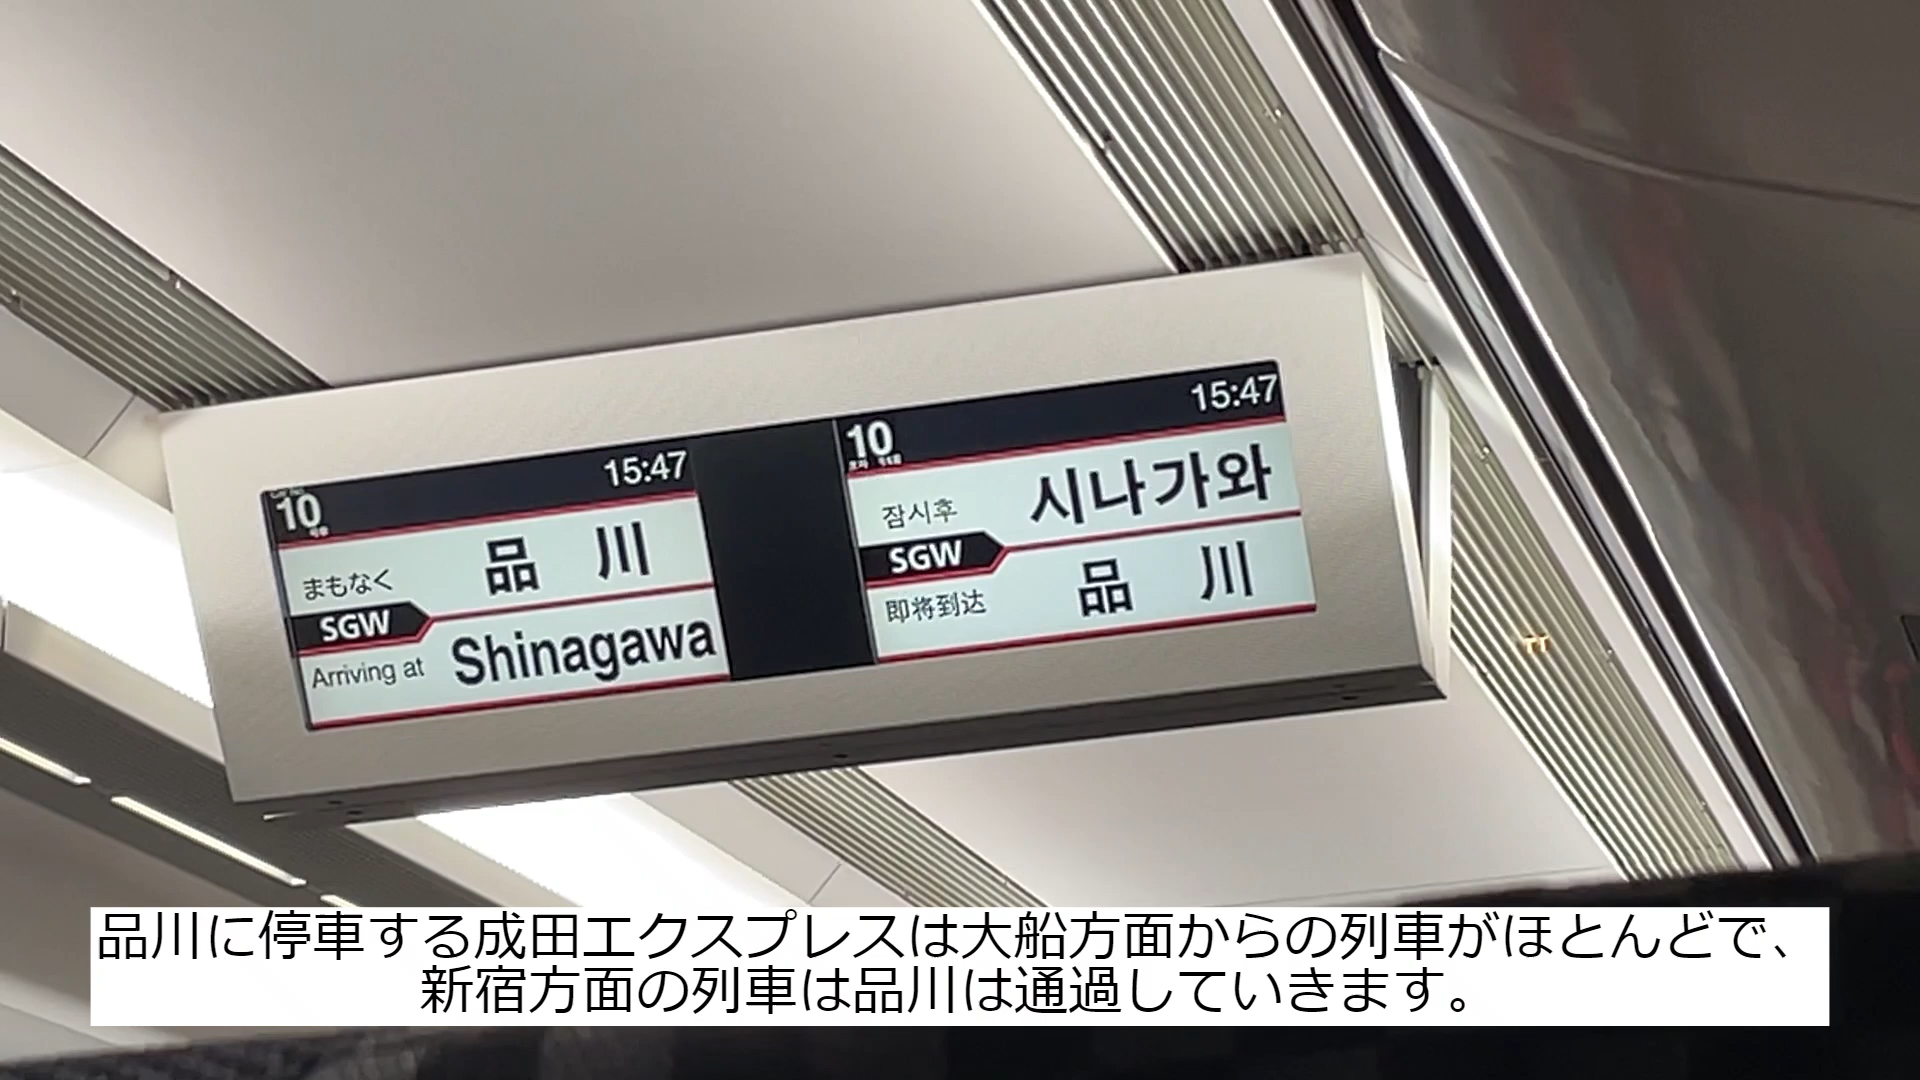 10
号車
15:47
まもなく
品川
SGW
Arriving at
Shinagawa
10
15:47
잠시후
시나가와
SGW
即将到达
品川
品川に停車する成田エクスプレスは大船方面からの列車がほとんどで、
新宿方面の列車は品川は通過していきます。